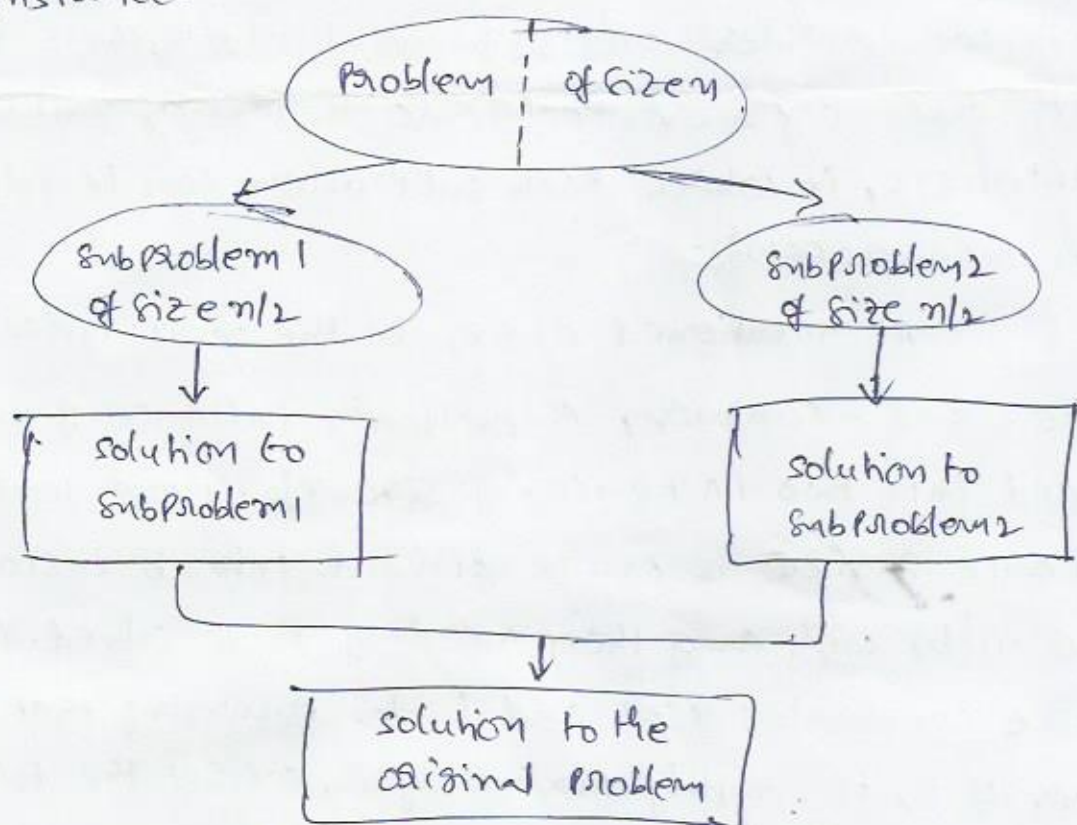 Problem of size n
Subproblem 1
of size n/2
Subproblem 2
of size n/2
solution to
Subproblem 1
solution to
Subproblem 2
solution to the
original problem